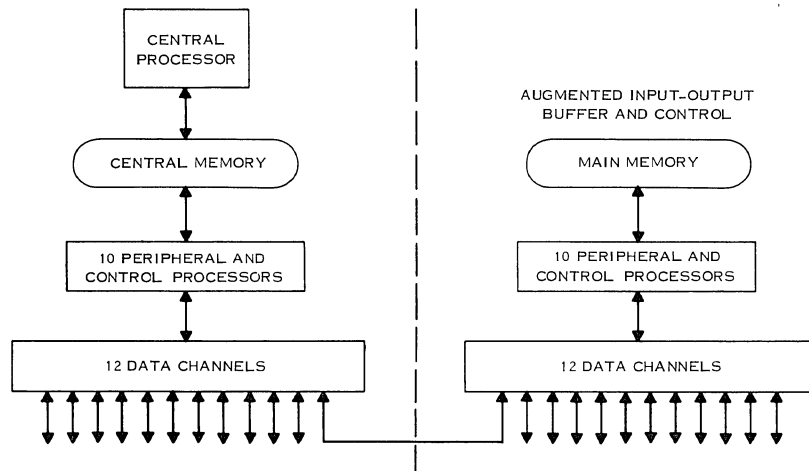 CENTRAL
PROCESSOR
CENTRAL MEMORY
10 PERIPHERAL AND
CONTROL PROCESSORS
12 DATA CHANNELS
AUGMENTED INPUT-OUTPUT
BUFFER AND CONTROL
MAIN MEMORY
10 PERIPHERAL AND
CONTROL PROCESSORS
12 DATA CHANNELS